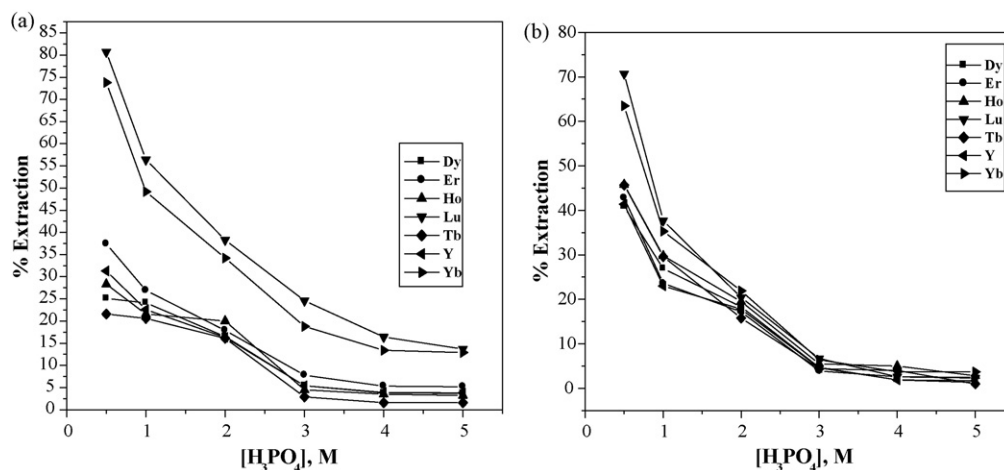 (a)
% Extraction
85
80
75
70
65
60
55
50
45
40
35
30
25
20
15
10
5
0
0 1 2 3 4 5
[H₃PO₄], M
Dy
Er
Ho
Lu
Tb
Y
Yb
(b)
% Extraction
80
70
60
50
40
30
20
10
0
0 1 2 3 4 5
[H₃PO₄], M
Dy
Er
Ho
Lu
Tb
Y
Yb